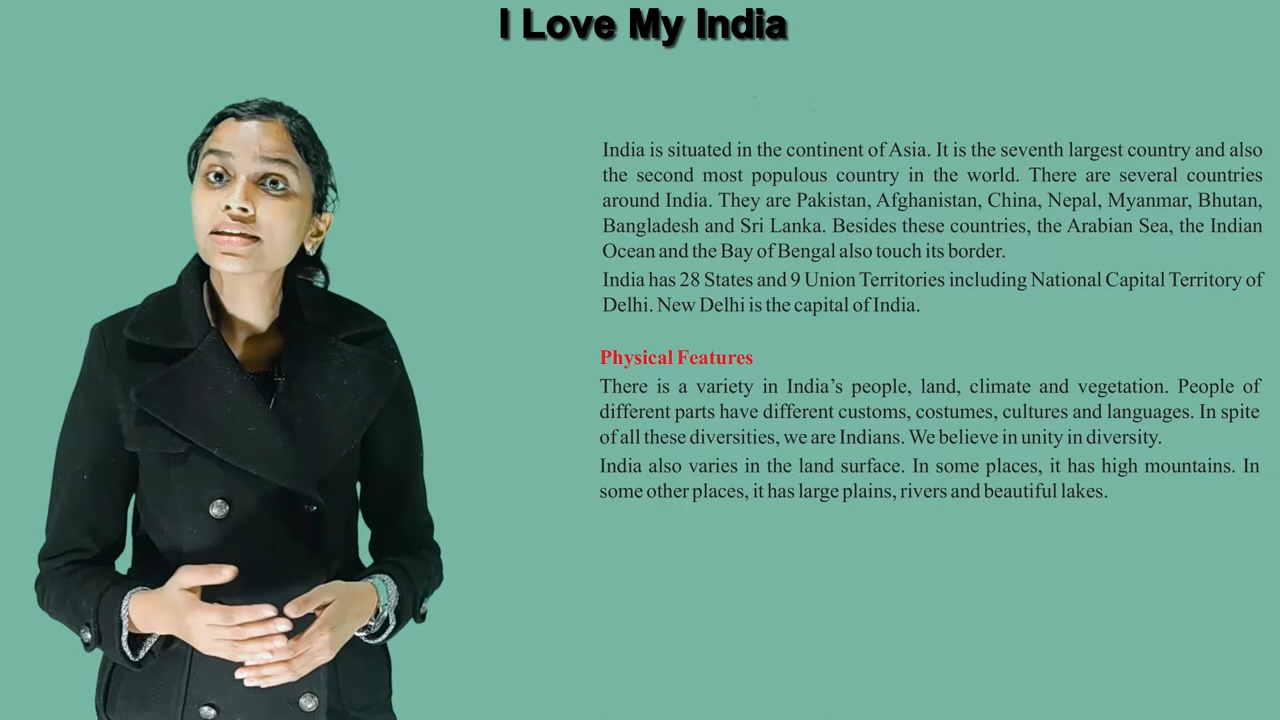 I Love My India
India is situated in the continent of Asia. It is the seventh largest country and also
the second most populous country in the world. There are several countries
around India. They are Pakistan, Afghanistan, China, Nepal, Myanmar, Bhutan,
Bangladesh and Sri Lanka. Besides these countries, the Arabian Sea, the Indian
Ocean and the Bay of Bengal also touch its border.
India has 28 States and 9 Union Territories including National Capital Territory of
Delhi. New Delhi is the capital of India.
Physical Features
There is a variety in India’s people, land, climate and vegetation. People of
different parts have different customs, costumes, cultures and languages. In spite
of all these diversities, we are Indians. We believe in unity in diversity.
India also varies in the land surface. In some places, it has high mountains. In
some other places, it has large plains, rivers and beautiful lakes.